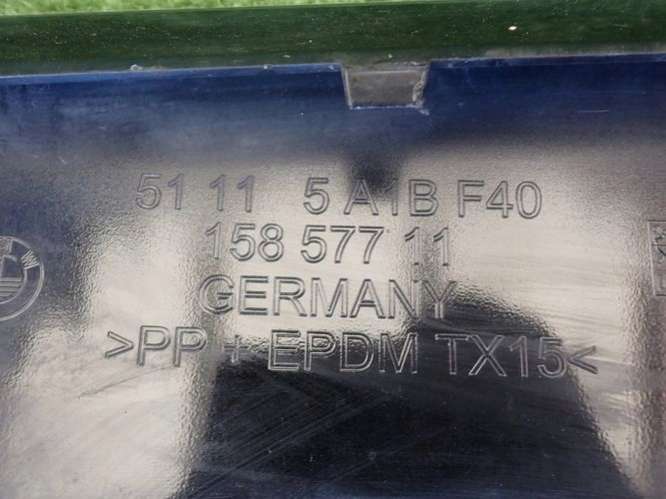 51 11 5 A1B F40
158 577 11
GERMANY
>PP + EPDM TX15<